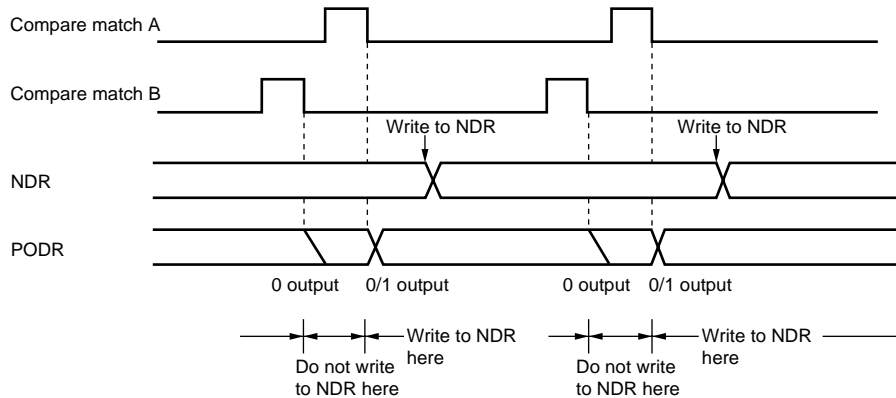 Compare match A
Compare match B
Write to NDR
Write to NDR
NDR
PODR
0 output
0/1 output
0 output
0/1 output
Write to NDR
here
Do not write
to NDR here
Write to NDR
here
Do not write
to NDR here